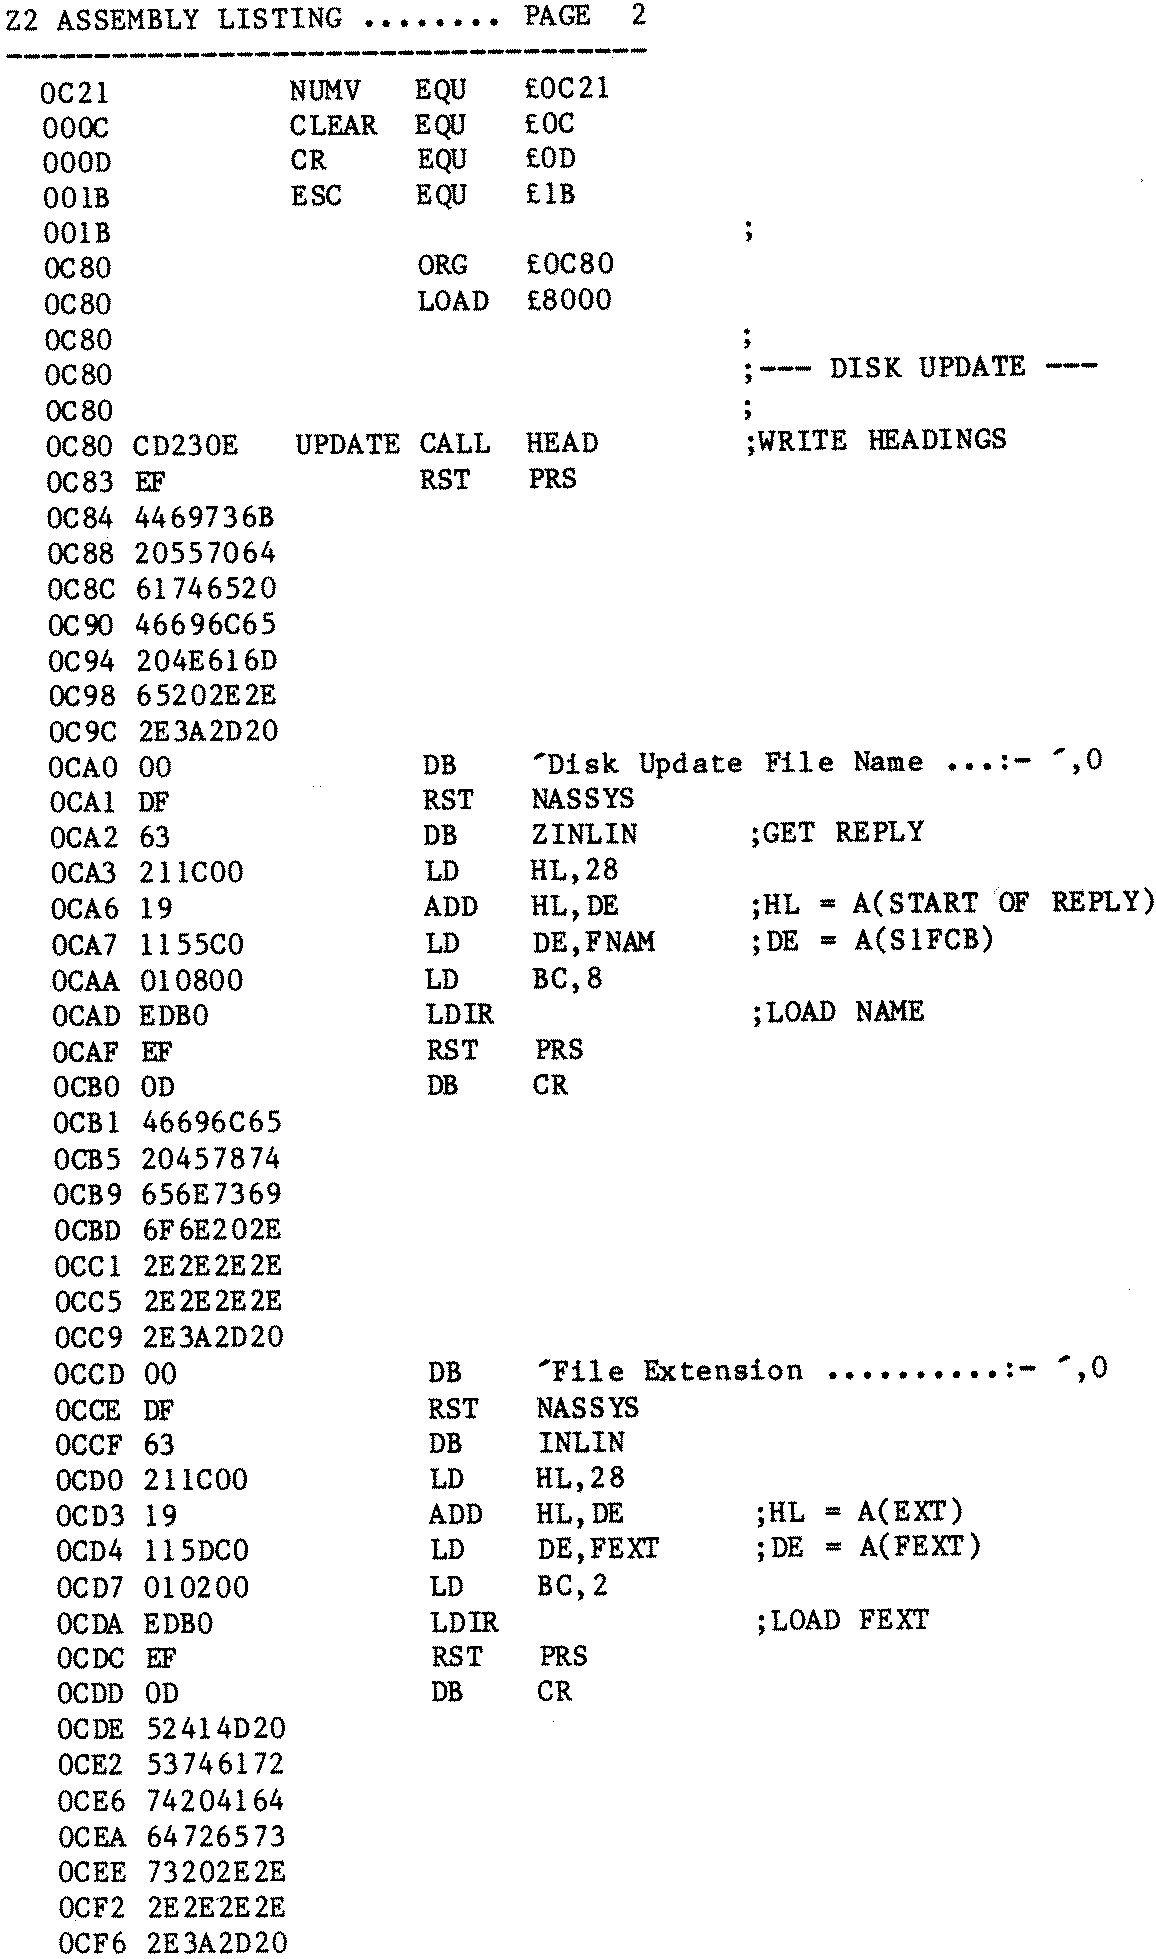 Z2 ASSEMBLY LISTING ........ PAGE   2
-------------------------------------
0C21            NUMV   EQU   £0C21
000C            CLEAR  EQU   £0C
000D            CR     EQU   £0D
001B            ESC    EQU   £1B
001B                                      ;
0C80                   ORG   £0C80
0C80                   LOAD  £8000
0C80                                      ;
0C80                                      ;--- DISK UPDATE ---
0C80                                      ;
0C80 CD230E     UPDATE CALL  HEAD         ;WRITE HEADINGS
0C83 EF                RST   PRS
0C84 4469736B
0C88 20557064
0C8C 61746520
0C90 46696C65
0C94 204E616D
0C98 65202E2E
0C9C 2E3A2D20
0CA0 00                DB    ´Disk Update File Name ...:- ´,0
0CA1 DF                RST   NASSYS
0CA2 63                DB    ZINLIN       ;GET REPLY
0CA3 211C00            LD    HL,28
0CA6 19                ADD   HL,DE        ;HL = A(START OF REPLY)
0CA7 1155C0            LD    DE,FNAM      ;DE = A(S1FCB)
0CAA 010800            LD    BC,8
0CAD EDB0              LDIR               ;LOAD NAME
0CAF EF                RST   PRS
0CB0 0D                DB    CR
0CB1 46696C65
0CB5 20457874
0CB9 656E7369
0CBD 6F6E202E
0CC1 2E2E2E2E
0CC5 2E2E2E2E
0CC9 2E3A2D20
0CCD 00                DB    ´File Extension ..........:- ´,0
0CCE DF                RST   NASSYS
0CCF 63                DB    INLIN
0CD0 211C00            LD    HL,28
0CD3 19                ADD   HL,DE        ;HL = A(EXT)
0CD4 115DC0            LD    DE,FEXT      ;DE = A(FEXT)
0CD7 010200            LD    BC,2
0CDA EDB0              LDIR               ;LOAD FEXT
0CDC EF                RST   PRS
0CDD 0D                DB    CR
0CDE 52414D20
0CE2 53746172
0CE6 74204164
0CEA 64726573
0CEE 73202E2E
0CF2 2E2E2E2E
0CF6 2E3A2D20